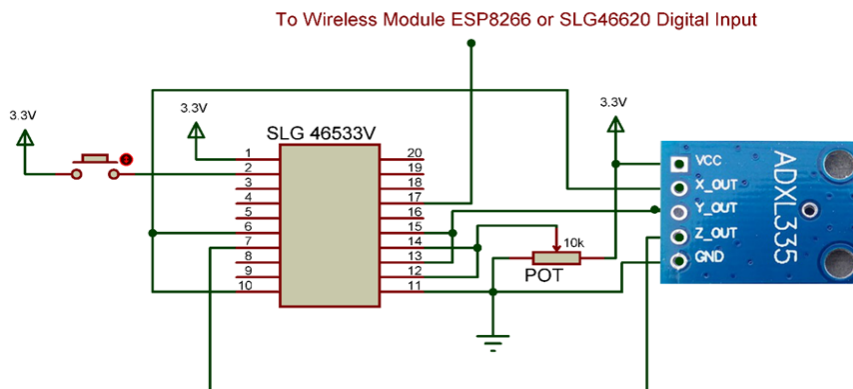 To Wireless Module ESP8266 or SLG46620 Digital Input
3.3V
3.3V
3.3V
SLG 46533V
1
2
3
4
5
6
7
8
9
10
20
19
18
17
16
15
14
13
12
11
10k
POT
VCC
X_OUT
Y_OUT
Z_OUT
GND
ADXL335